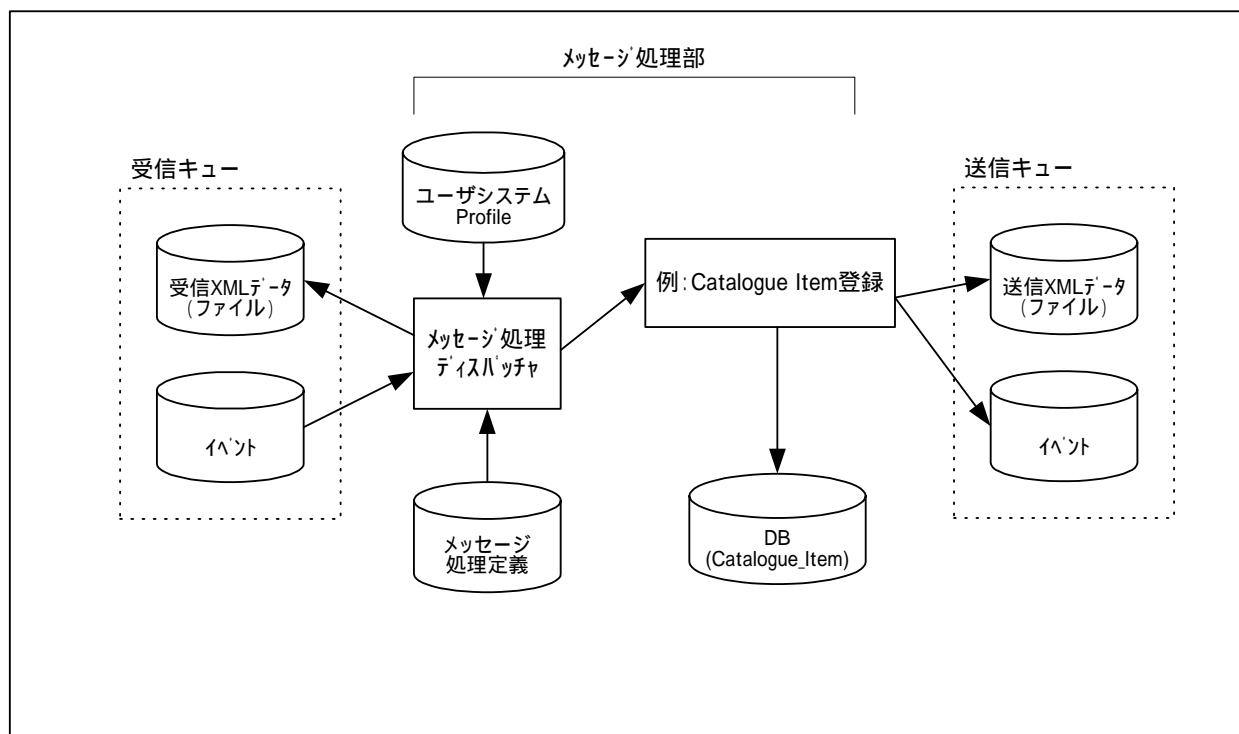 メッセージ処理部
受信キュー
送信キュー
ユーザシステム
Profile
受信XMLデータ
(ファイル)
イベント
メッセージ処理
ディスパッチャ
メッセージ
処理定義
例:Catalogue Item登録
DB
(Catalogue_Item)
送信XMLデータ
(ファイル)
イベント